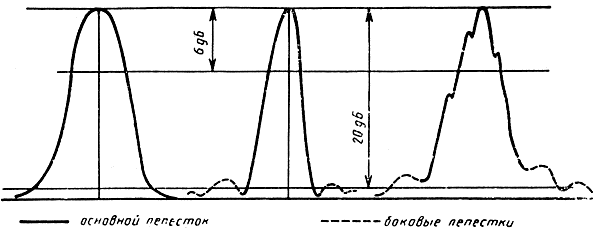 6 дБ
20 дБ
основной лепесток
боковые лепестки